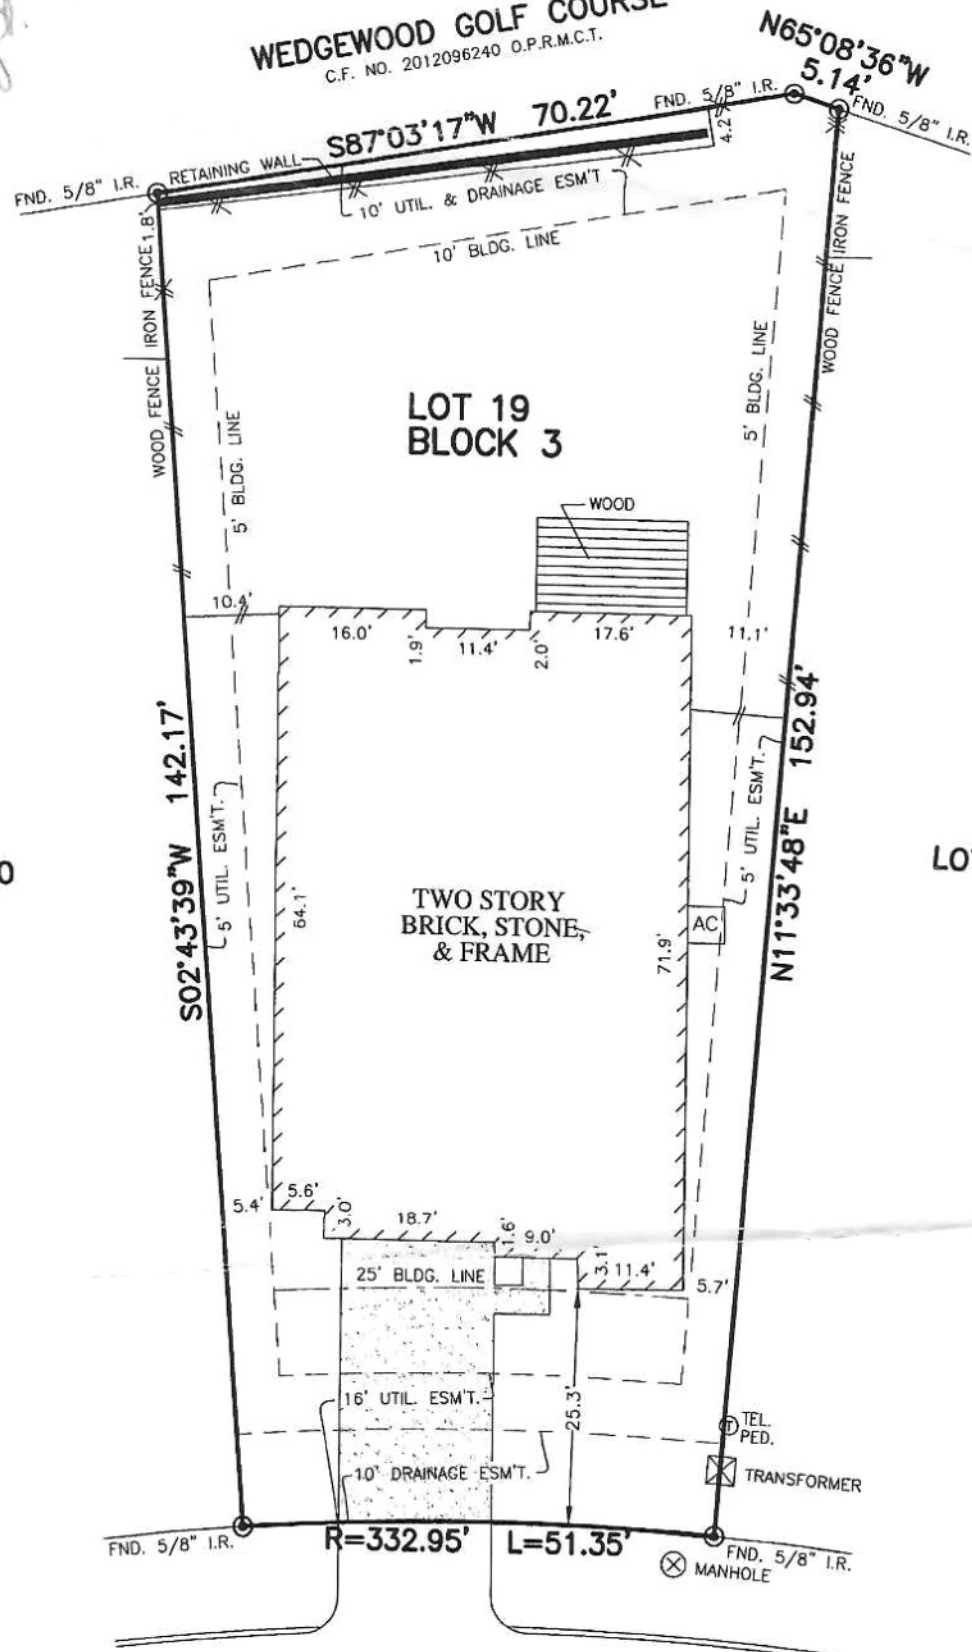 WEDGEWOOD GOLF COURSE
C.F. NO. 2012096240 O.P.R.M.C.T.
N65°08'36"W
5.14'
FND. 5/8" I.R.
FND. 5/8" I.R.
S87°03'17"W 70.22'
4.2'
RETAINING WALL
FND. 5/8" I.R.
10' UTIL. & DRAINAGE ESM'T
1.8'
10' BLDG. LINE
IRON FENCE
WOOD FENCE
IRON FENCE
WOOD FENCE
5' BLDG. LINE
5' BLDG. LINE
LOT 19
BLOCK 3
WOOD
10.4'
16.0'
1.9'
11.4'
2.0'
17.6'
11.1'
S02°43'39"W 142.17'
5' UTIL. ESM'T.
64.1'
TWO STORY
BRICK, STONE,
& FRAME
71.9'
AC
5' UTIL. ESM'T.
N11°33'48"E 152.94'
5.4'
5.6'
3.0'
18.7'
1.6'
9.0'
3.1'
11.4'
5.7'
25' BLDG. LINE
16' UTIL. ESM'T.
25.3'
TEL.
PED.
T
10' DRAINAGE ESM'T.
TRANSFORMER
FND. 5/8" I.R.
R=332.95' L=51.35'
FND. 5/8" I.R.
MANHOLE